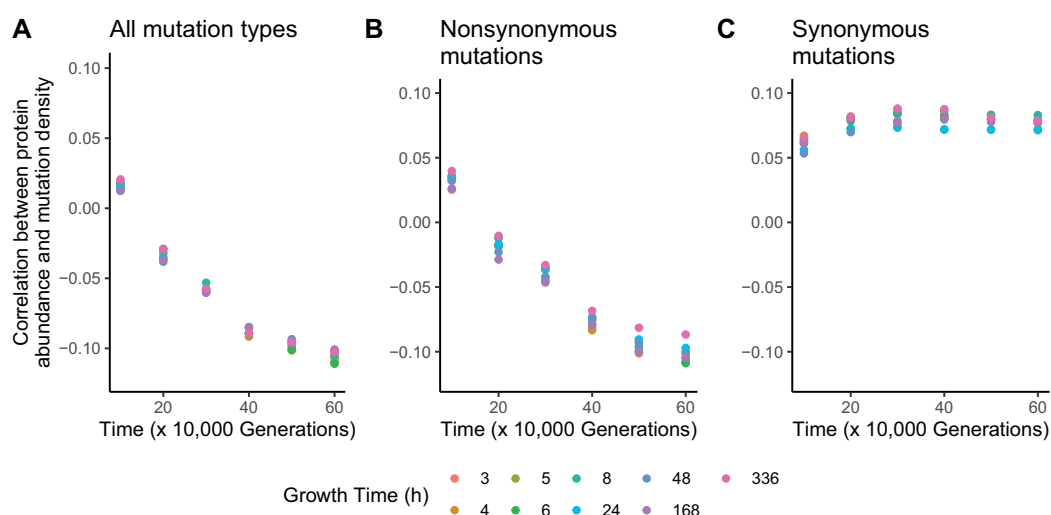 A All mutation types
B Nonsynonymous
mutations
C Synonymous
mutations
Correlation between protein
abundance and mutation density
0.10
0.05
0.00
−0.05
−0.10
20 40 60
Time (x 10,000 Generations)
0.10
0.05
0.00
−0.05
−0.10
20 40 60
Time (x 10,000 Generations)
0.10
0.05
0.00
−0.05
−0.10
20 40 60
Time (x 10,000 Generations)
Growth Time (h)
3 5 8 48 336
4 6 24 168